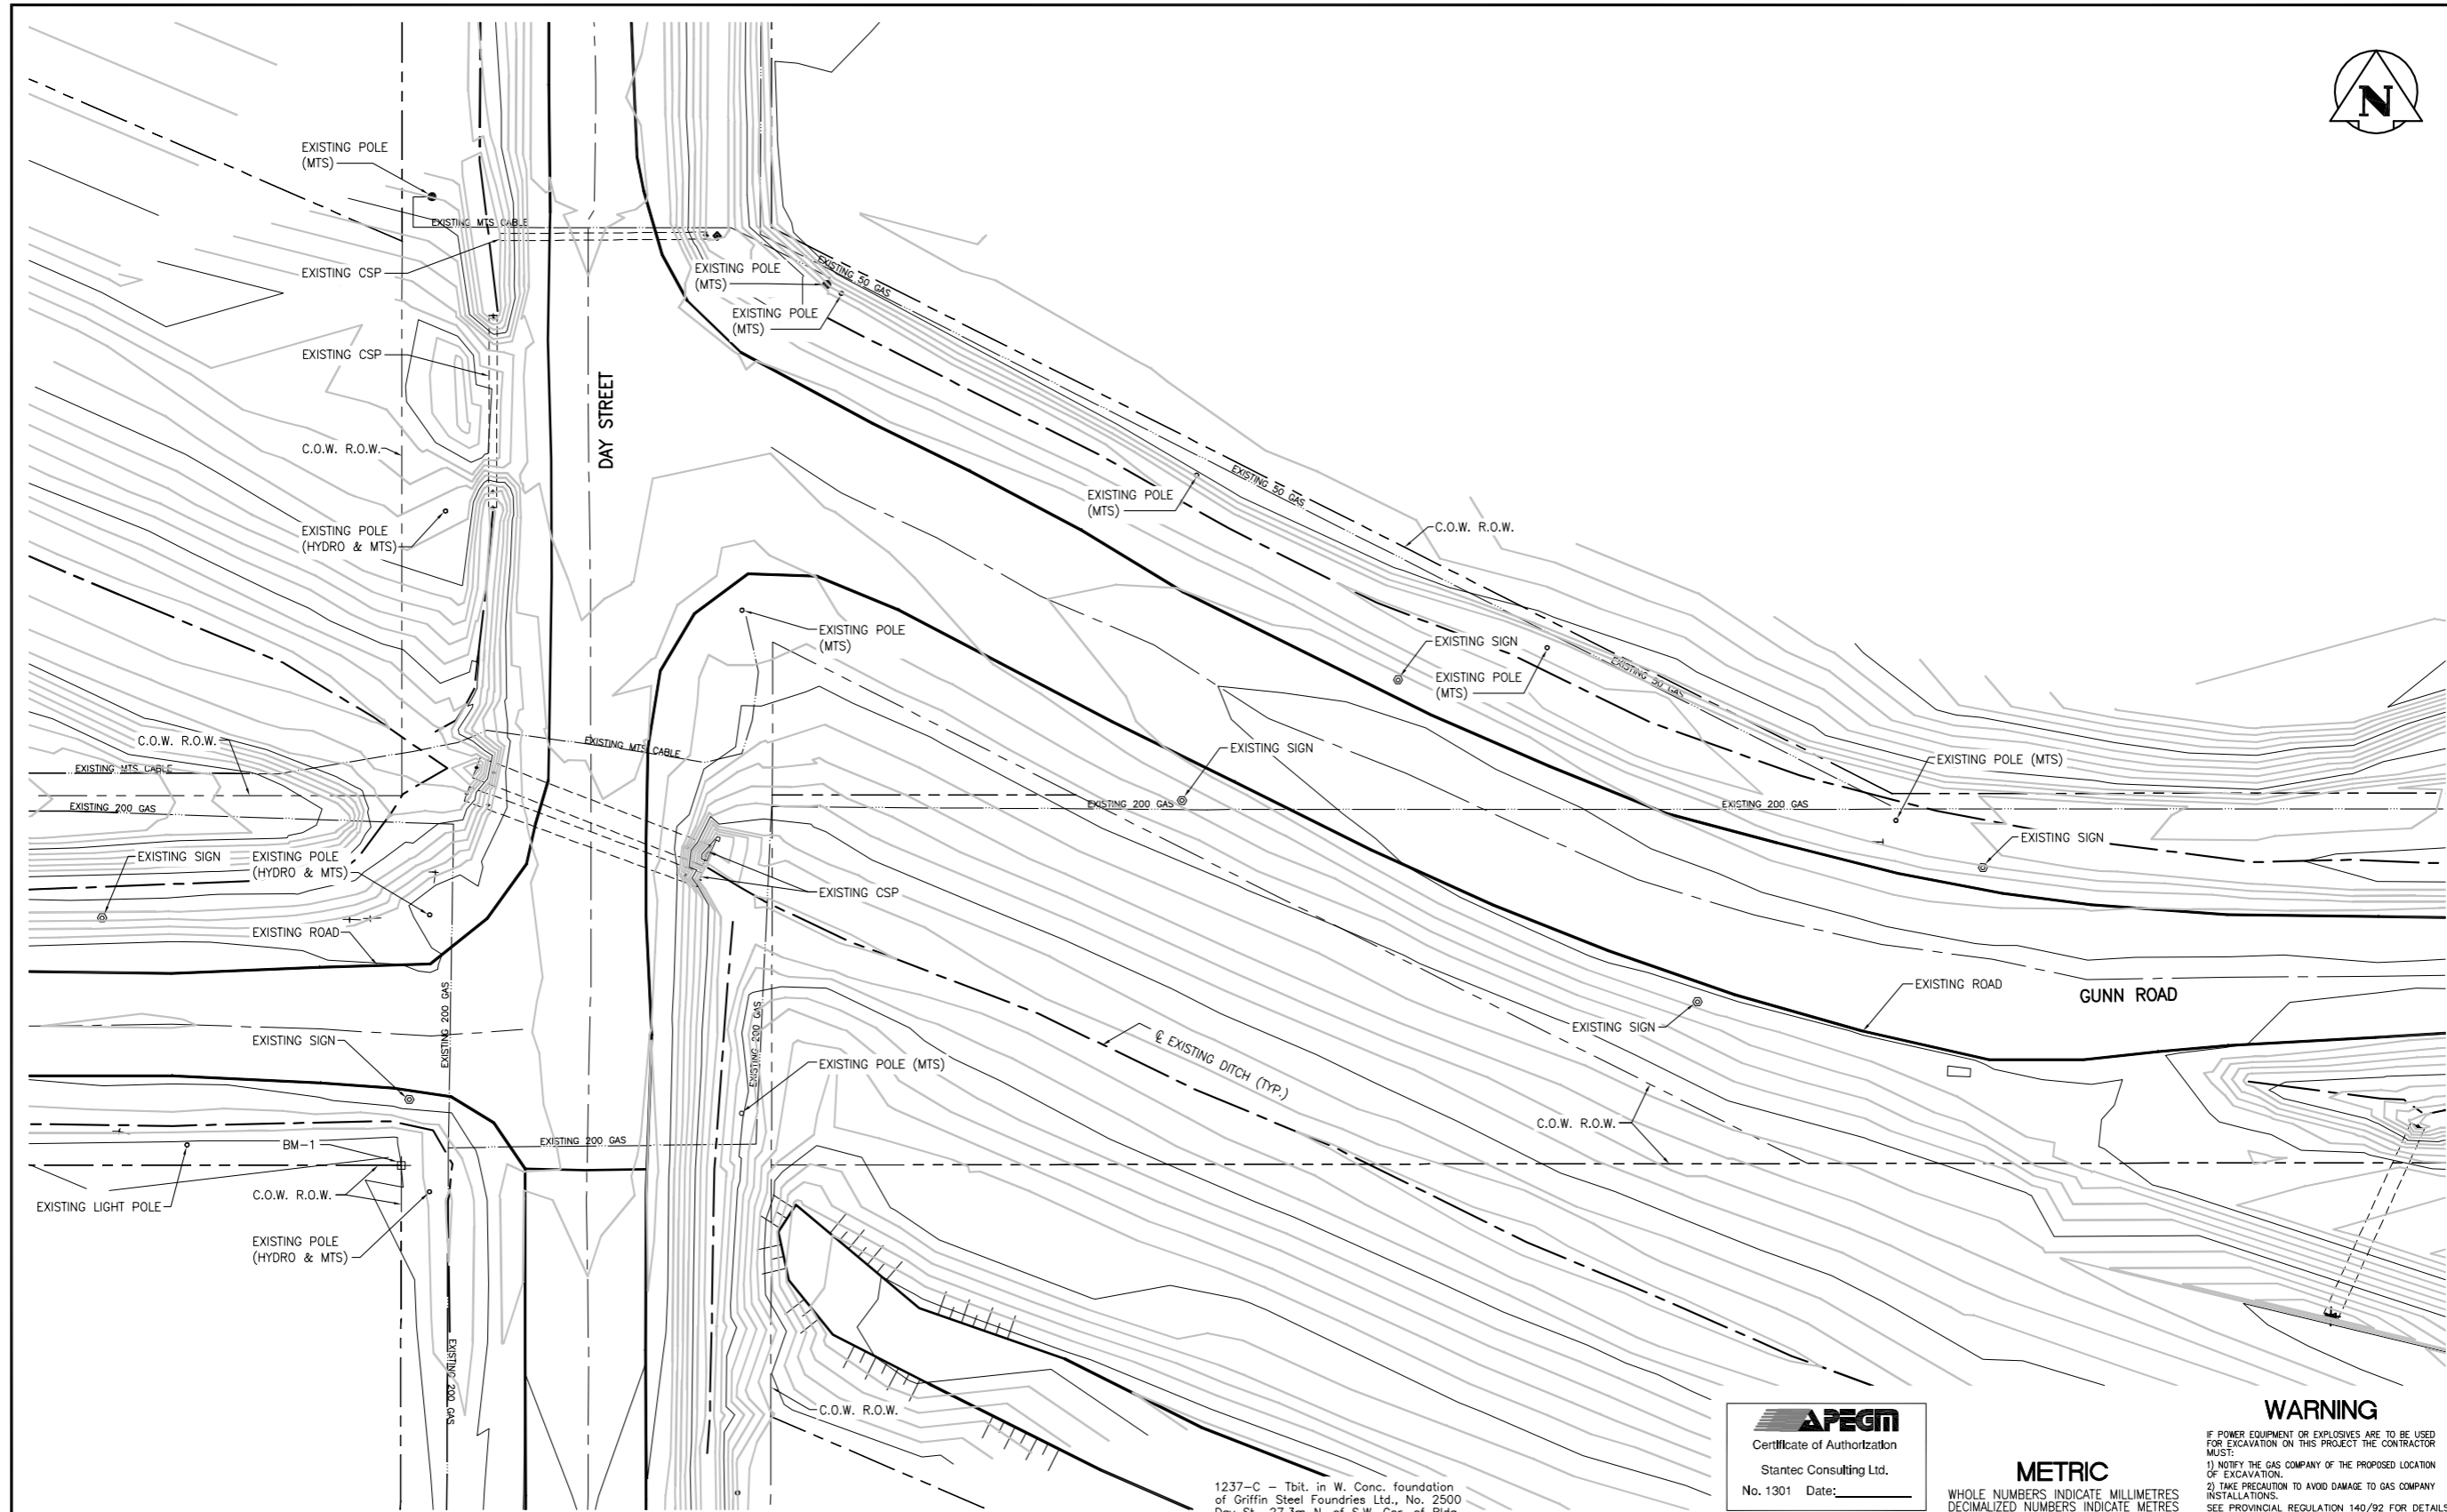 N
EXISTING POLE
(MTS)
EXISTING MTS CABLE
EXISTING CSP
EXISTING POLE
(MTS)
EXISTING 50 GAS
EXISTING POLE
(MTS)
EXISTING CSP
DAY STREET
C.O.W. R.O.W.
EXISTING POLE
(MTS)
EXISTING 50 GAS
C.O.W. R.O.W.
EXISTING POLE
(HYDRO & MTS)
EXISTING POLE
(MTS)
EXISTING SIGN
EXISTING POLE
(MTS)
EXISTING 50 GAS
C.O.W. R.O.W.
EXISTING MTS CABLE
EXISTING MTS CABLE
EXISTING SIGN
EXISTING POLE (MTS)
EXISTING 200 GAS
EXISTING 200 GAS
EXISTING 200 GAS
EXISTING SIGN
EXISTING SIGN
EXISTING POLE
(HYDRO & MTS)
EXISTING CSP
EXISTING ROAD
EXISTING 200 GAS
EXISTING 200 GAS
EXISTING ROAD
GUNN ROAD
EXISTING SIGN
EXISTING SIGN
℄ EXISTING DITCH (TYP.)
EXISTING POLE (MTS)
C.O.W. R.O.W.
BM-1
EXISTING 200 GAS
C.O.W. R.O.W.
EXISTING LIGHT POLE
EXISTING POLE
(HYDRO & MTS)
EXISTING 200 GAS
C.O.W. R.O.W.
1237-C - Tbit. in W. Conc. foundation
of Griffin Steel Foundries Ltd., No. 2500
Day St., 27.3m N. of S.W. Cor. of Bldg.
APEGM
Certificate of Authorization
Stantec Consulting Ltd.
No. 1301 Date:
METRIC
WHOLE NUMBERS INDICATE MILLIMETRES
DECIMALIZED NUMBERS INDICATE METRES
WARNING
IF POWER EQUIPMENT OR EXPLOSIVES ARE TO BE USED
FOR EXCAVATION ON THIS PROJECT THE CONTRACTOR
MUST:
1) NOTIFY THE GAS COMPANY OF THE PROPOSED LOCATION
OF EXCAVATION.
2) TAKE PRECAUTION TO AVOID DAMAGE TO GAS COMPANY
INSTALLATIONS.
SEE PROVINCIAL REGULATION 140/92 FOR DETAILS